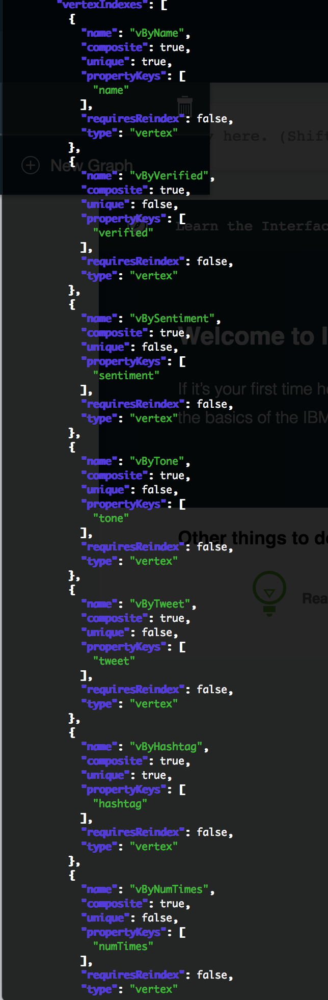 "vertexIndexes": [
{
"name": "vByName",
"composite": true,
"unique": true,
"propertyKeys": [
"name"
],
"requiresReindex": false,
"type": "vertex"
y here. (Shift
},
{
New Graph
"name": "vByVerified",
"composite": true,
"unique": false,
"propertyKeys": [
Learn the Interfac
"verified"
],
"requiresReindex": false,
"type": "vertex"
},
{
"name": "vBySentiment",
"composite": true,
Welcome to I
"unique": false,
"propertyKeys": [
"sentiment"
],
If it's your first time he
"requiresReindex": false,
"type": "vertex"
the basics of the IBM
},
{
"name": "vByTone",
"composite": true,
"unique": false,
"propertyKeys": [
"tone"
],
Other things to do
"requiresReindex": false,
"type": "vertex"
},
{
Rea
"name": "vByTweet",
"composite": true,
"unique": false,
"propertyKeys": [
"tweet"
],
"requiresReindex": false,
"type": "vertex"
},
{
"name": "vByHashtag",
"composite": true,
"unique": true,
"propertyKeys": [
"hashtag"
],
"requiresReindex": false,
"type": "vertex"
},
{
"name": "vByNumTimes",
"composite": true,
"unique": false,
"propertyKeys": [
"numTimes"
],
"requiresReindex": false,
"type": "vertex"